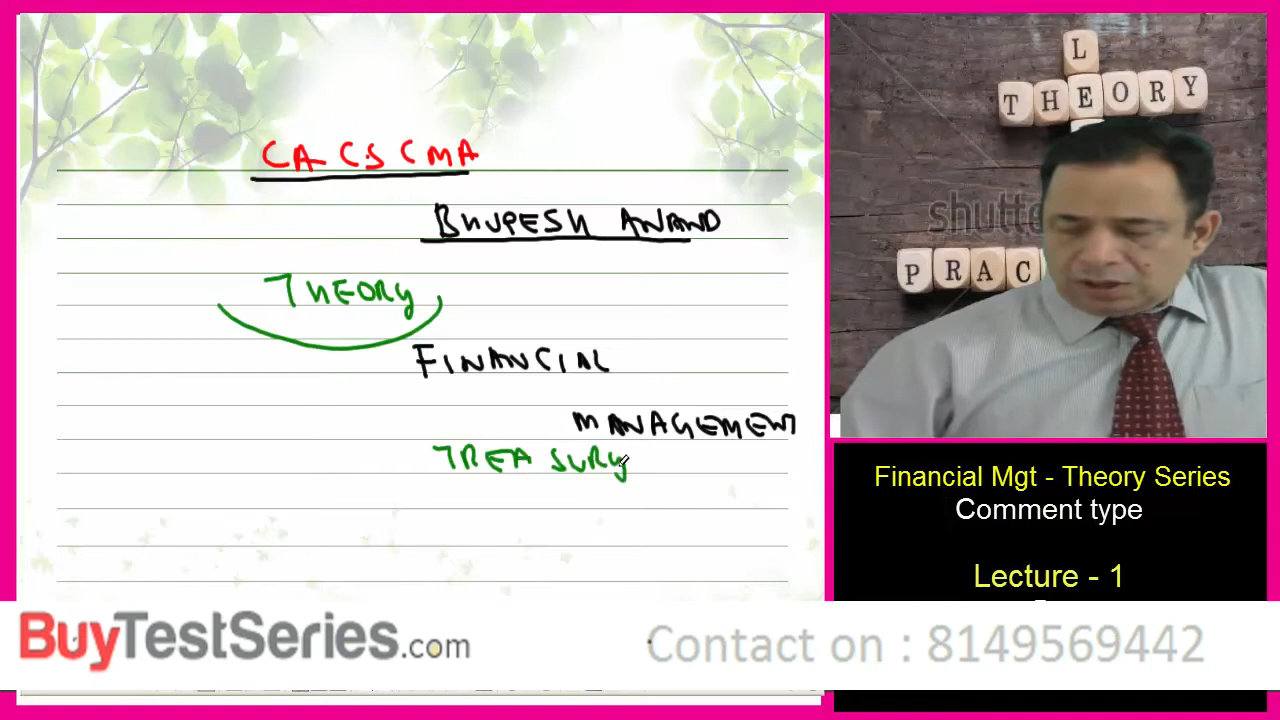 CA CS CMA
BHUPESH ANAND
THEORY
FINANCIAL
MANAGEMENT
TREASURY
L
THEORY
shutte
PRAC
Financial Mgt - Theory Series
Comment type
Lecture - 1
BuyTestSeries.com
Contact on : 8149569442